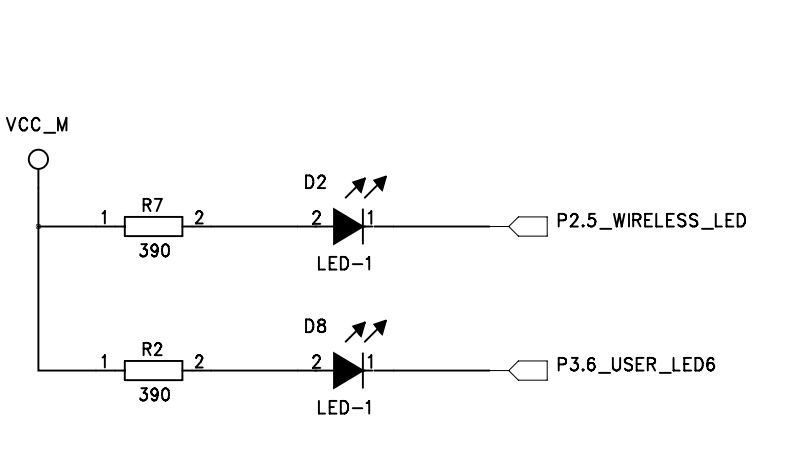 VCC_M
D2
R7
1 2 2 1 P2.5_WIRELESS_LED
390
LED-1
D8
R2
1 2 2 1 P3.6_USER_LED6
390
LED-1